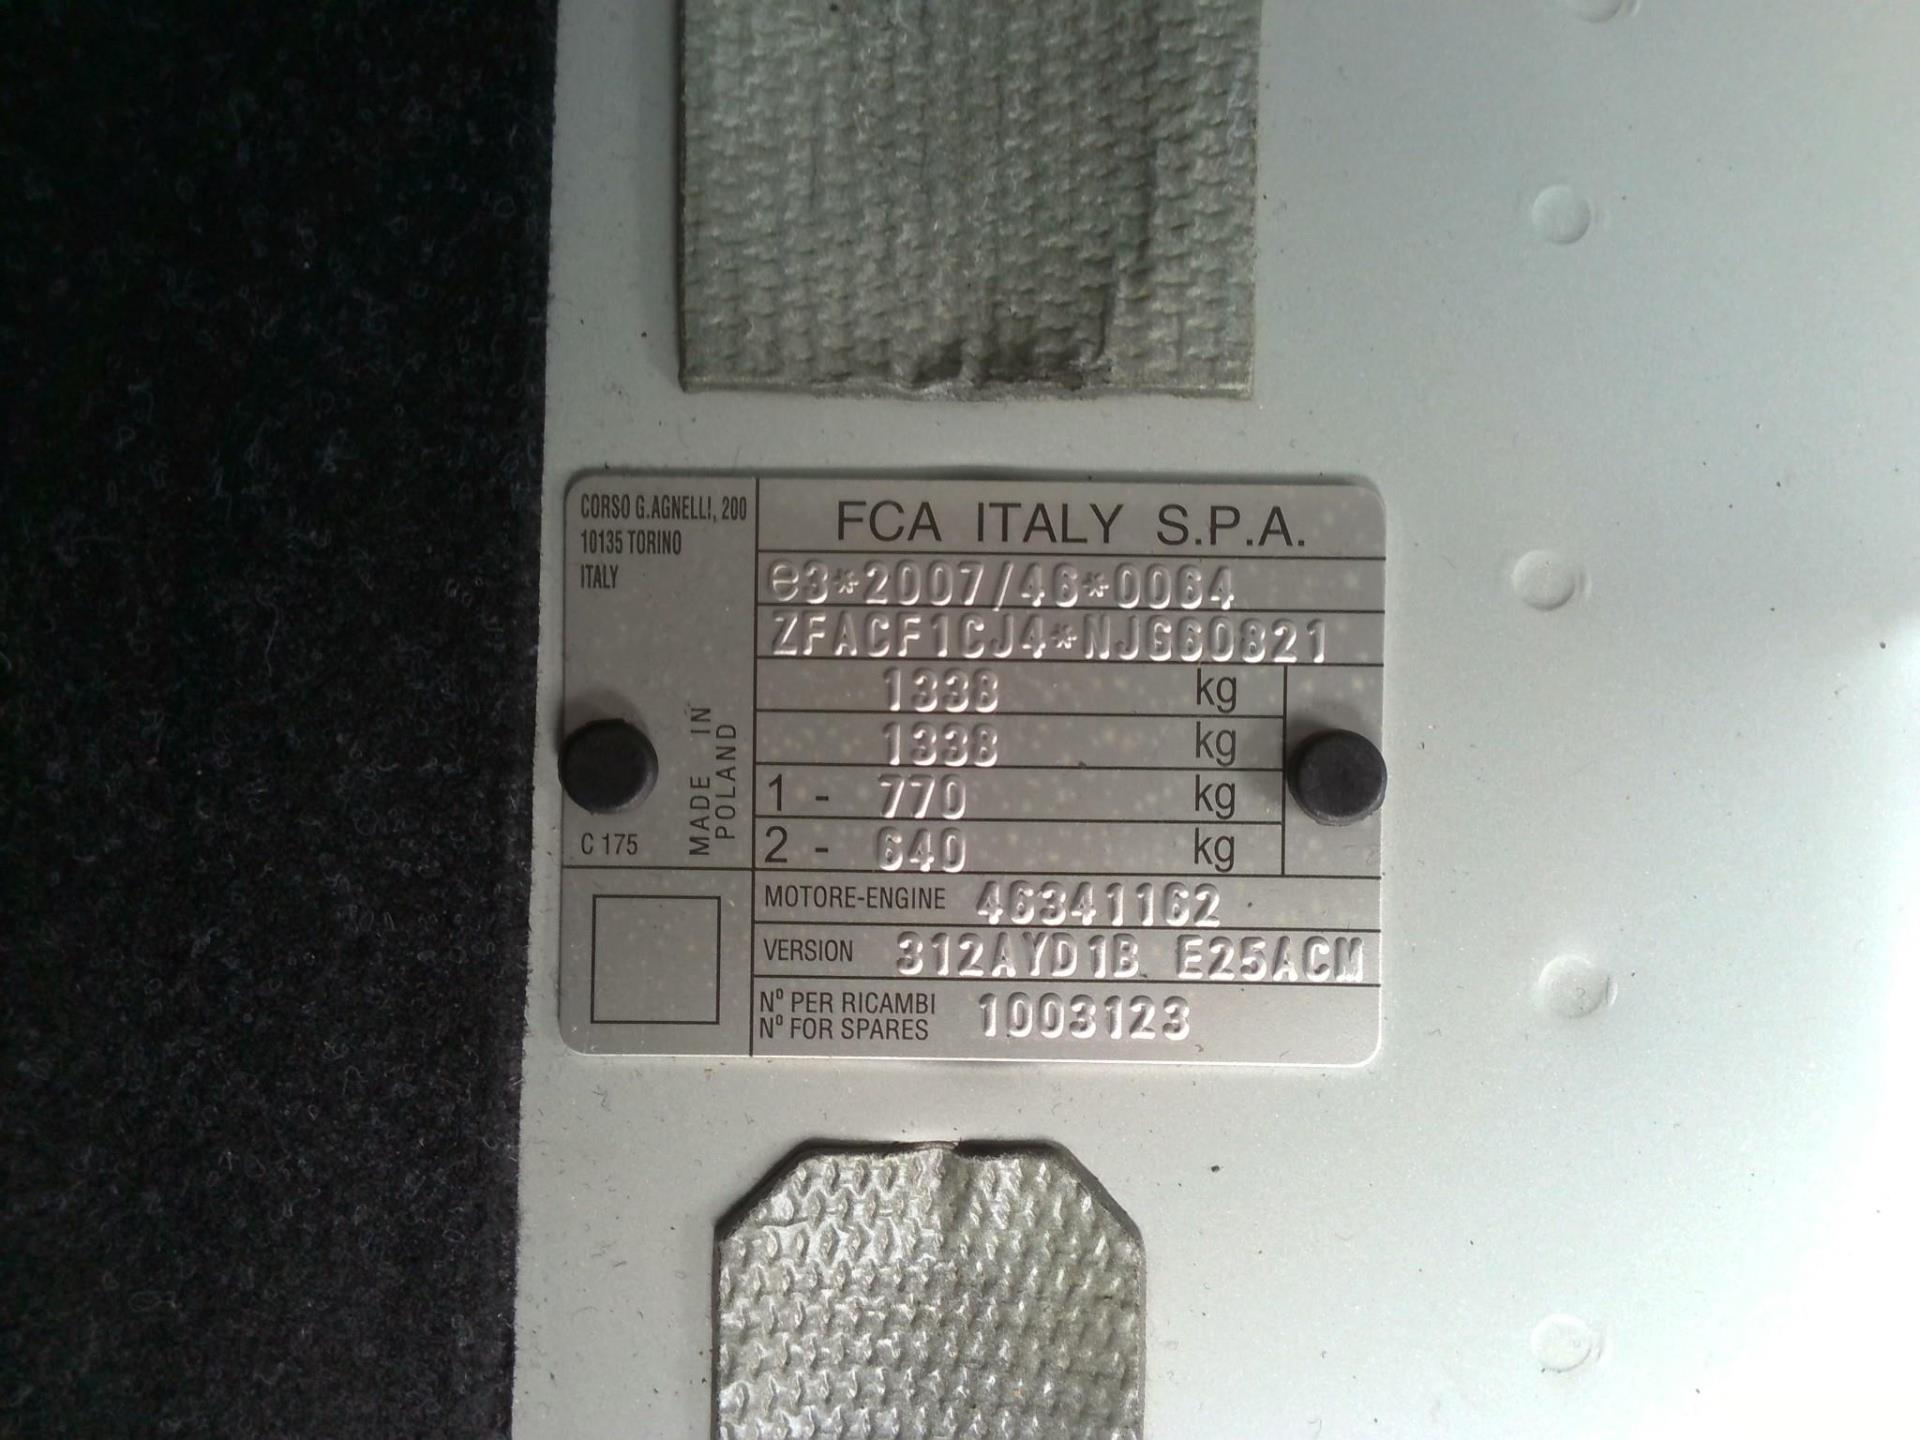 CORSO G.AGNELLI, 200
10135 TORINO
ITALY
FCA ITALY S.P.A.
e3*2007/46*0064
ZFACF1CJ4*NJG60821
1338 kg
1338 kg
1 - 770 kg
2 - 640 kg
MADE IN
POLAND
C 175
MOTORE-ENGINE 46341162
VERSION 312AYD1B E25ACM
Nº PER RICAMBI
Nº FOR SPARES 1003123